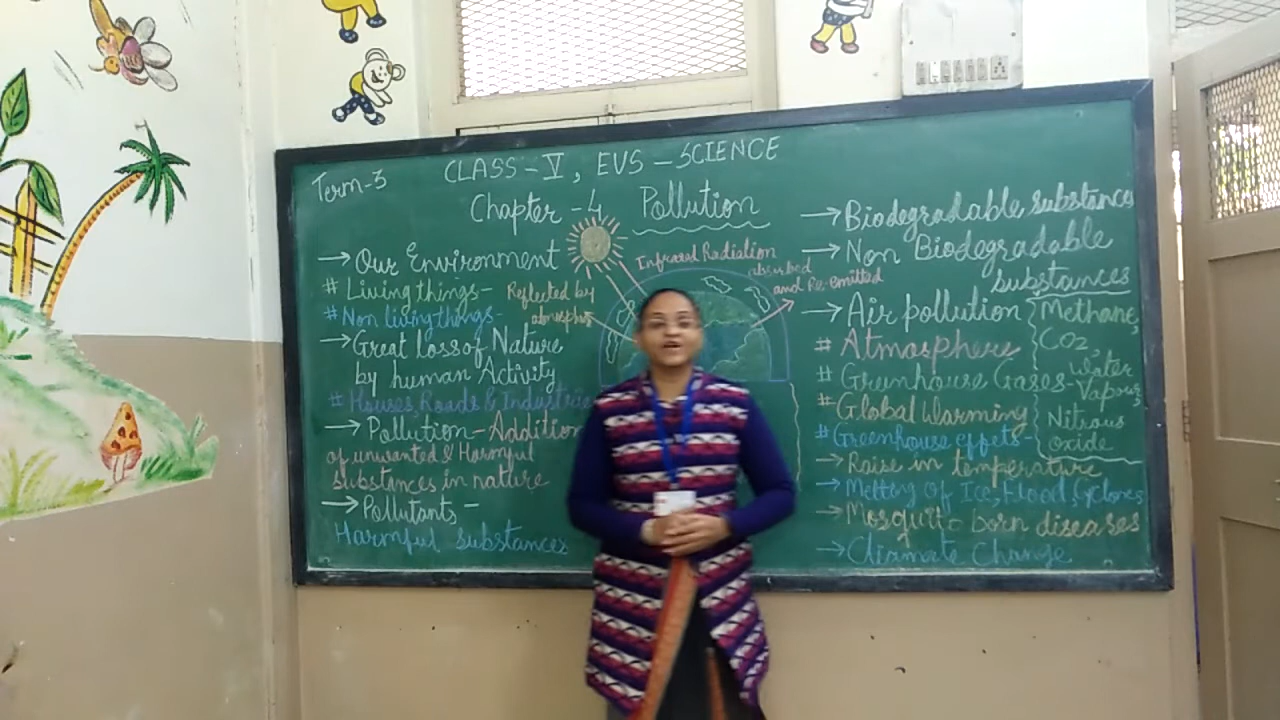 Term-3
CLASS-V, EVS-SCIENCE
Chapter-4 Pollution
→Our Environment
# Living things-
# Non living things-
→Great loss of Nature
by human Activity
# Houses, Roads & Industries
→Pollution-Addition
of unwanted & Harmful
substances in nature
→Pollutants-
Harmful substances
Infrared Radiation
absorbed
and Re-emitted
Reflected by
atmosphere
→Biodegradable substances
→Non Biodegradable
substances
→Air pollution
# Atmosphere
# Greenhouse Gases-
# Global Warming
# Greenhouse effets-
→Raise in temperature
→Melting of Ice, Flood, Cyclones
→Mosquito born diseases
→Climate Change
Methane,
CO2,
Water
Vapour,
Nitrous
oxide